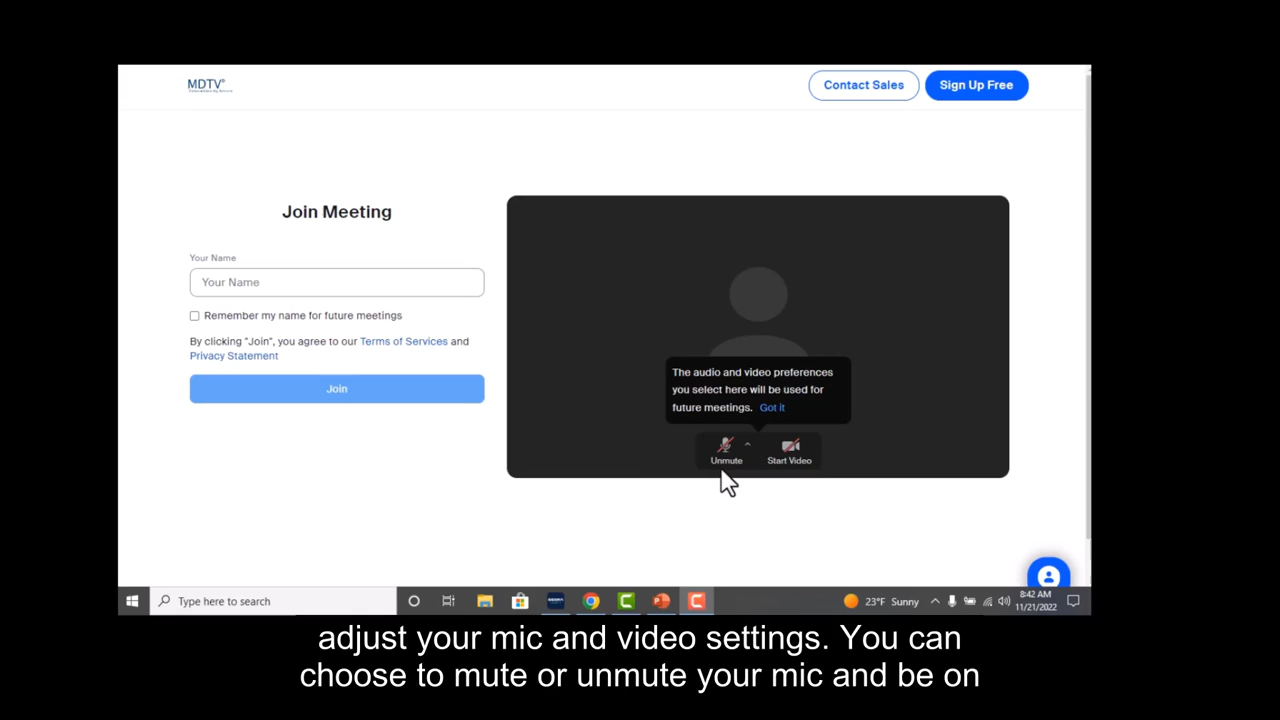 MDTV®
Contact Sales
Sign Up Free
Join Meeting
Your Name
Your Name
Remember my name for future meetings
By clicking "Join", you agree to our Terms of Services and
Privacy Statement
Join
The audio and video preferences
you select here will be used for
future meetings. Got it
Unmute
Start Video
Type here to search
23°F Sunny
8:42 AM
11/21/2022
adjust your mic and video settings. You can
choose to mute or unmute your mic and be on